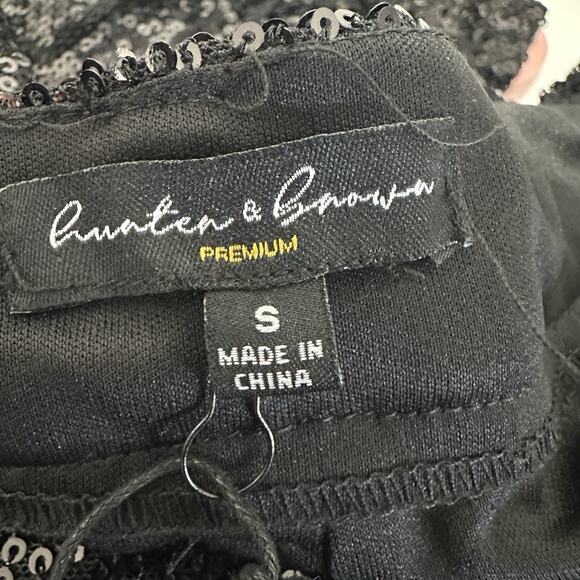 hunter & brown
PREMIUM
S
MADE IN
CHINA